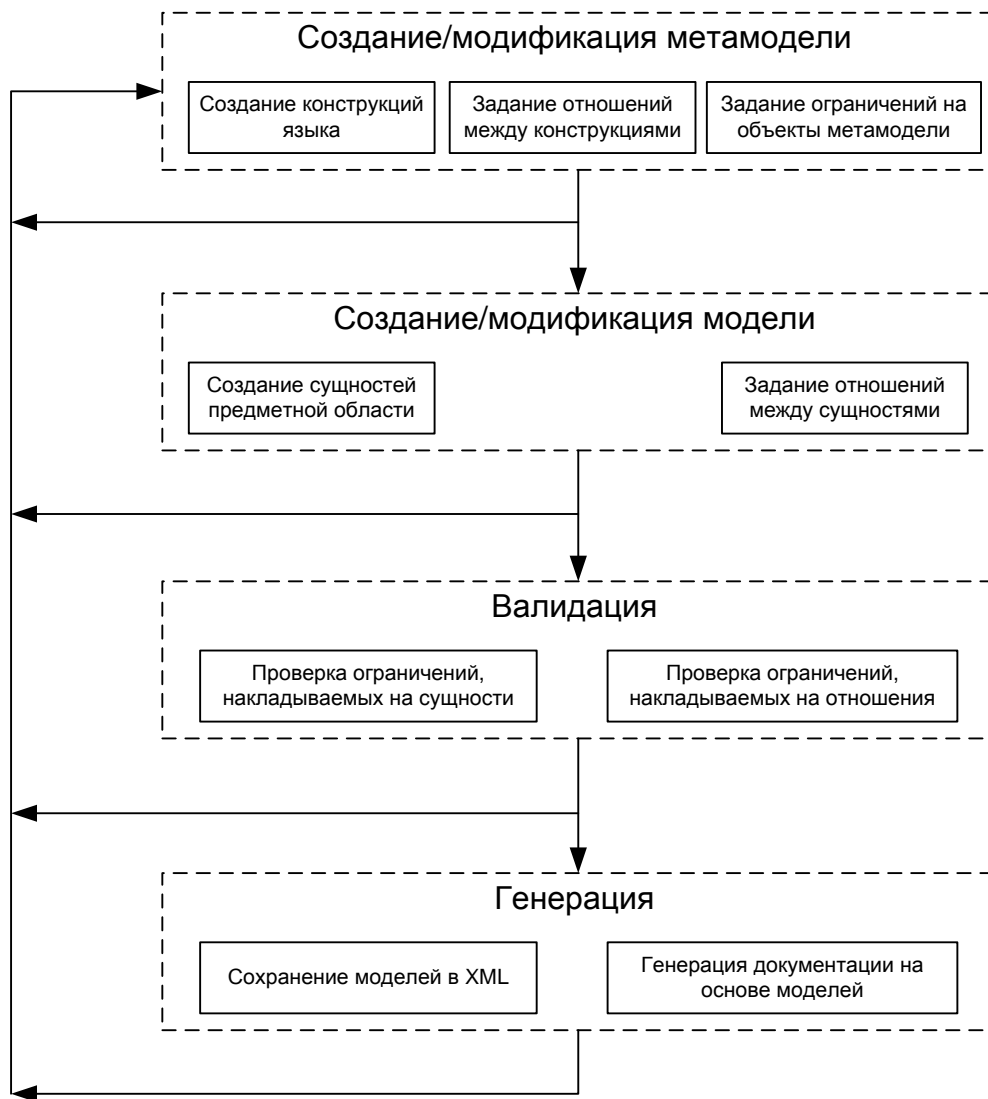 Создание/модификация метамодели
Создание конструкций
языка
Задание отношений
между конструкциями
Задание ограничений на
объекты метамодели
Создание/модификация модели
Создание сущностей
предметной области
Задание отношений
между сущностями
Валидация
Проверка ограничений,
накладываемых на сущности
Проверка ограничений,
накладываемых на отношения
Генерация
Сохранение моделей в XML
Генерация документации на
основе моделей